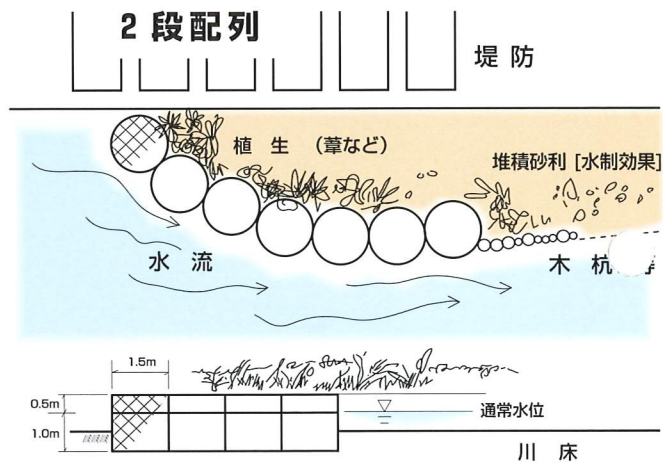 2段配列
堤防
植生 (葦など)
堆積砂利 [水制効果]
水流
木杭
1.5m
0.5m
1.0m
通常水位
川床